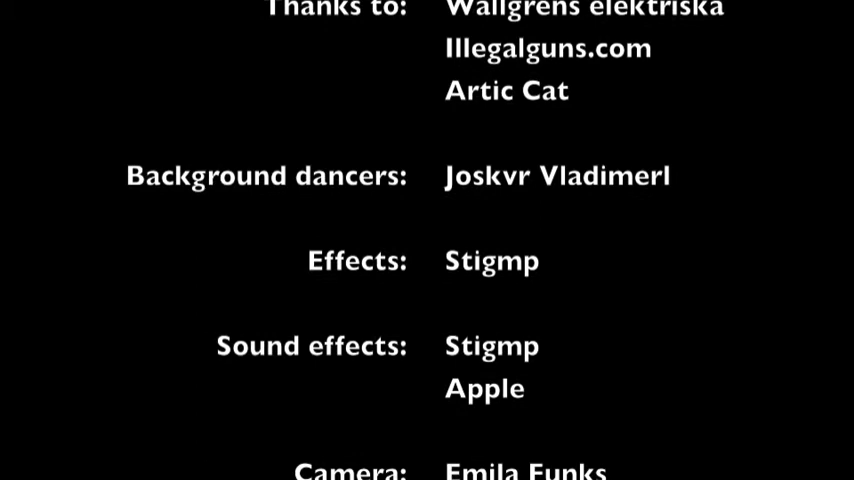 Thanks to: Wallgrens elektriska
Illegalguns.com
Artic Cat
Background dancers: Joskvr Vladimerl
Effects: Stigmp
Sound effects: Stigmp
Apple
Camera: Emila Funks